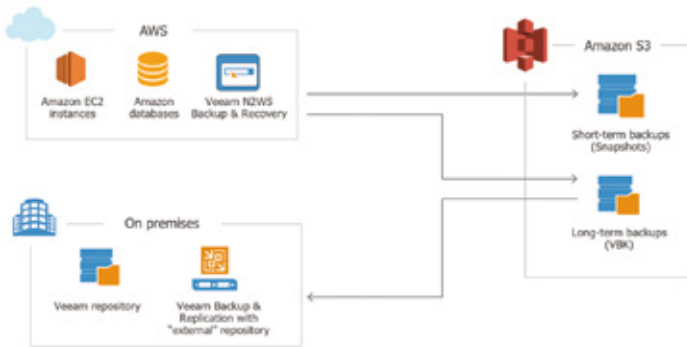 AWS
Amazon EC2
instances
Amazon
databases
Veeam N2WS
Backup & Recovery
Amazon S3
Short-term backups
(Snapshots)
Long-term backups
(VBK)
On premises
Veeam repository
Veeam Backup &
Replication with
"external" repository